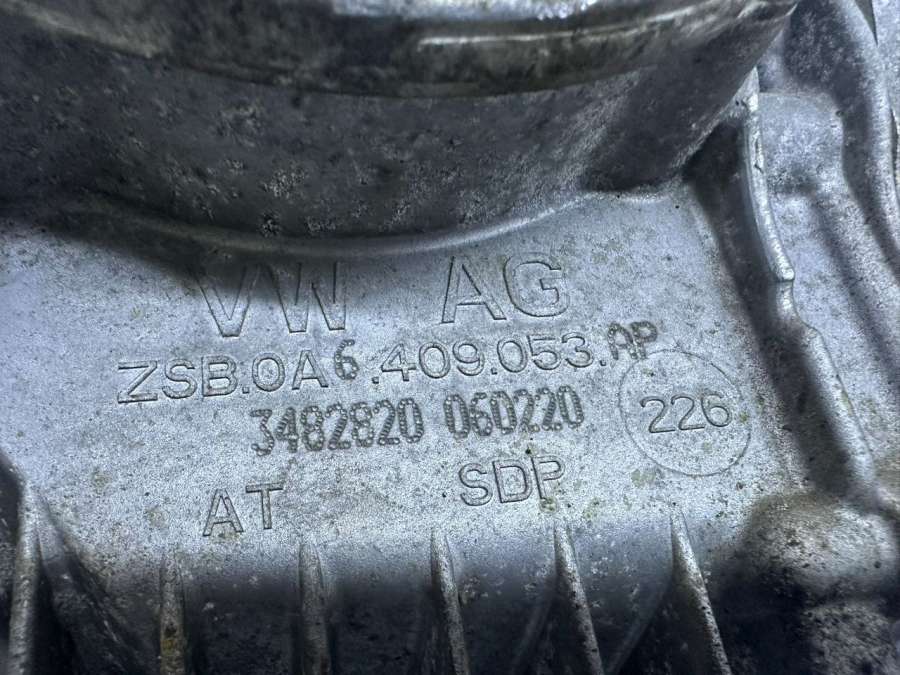 VW AG
ZSB.0A6.409.053.AP
3482820 060220
226
AT SDP